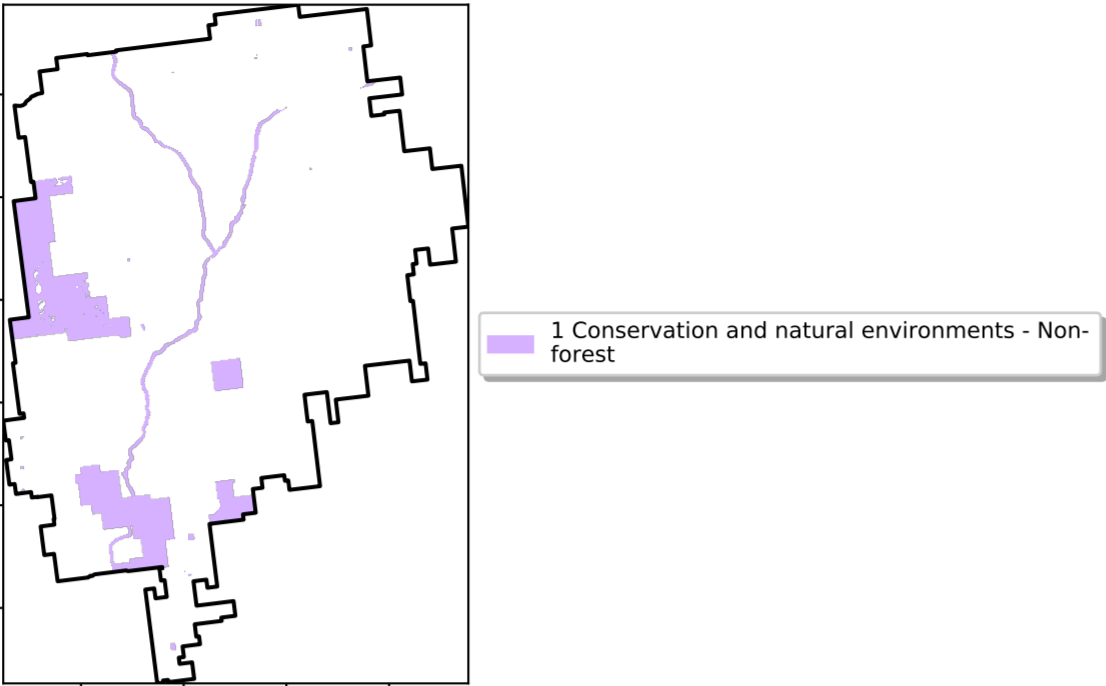 1 Conservation and natural environments - Non-
forest